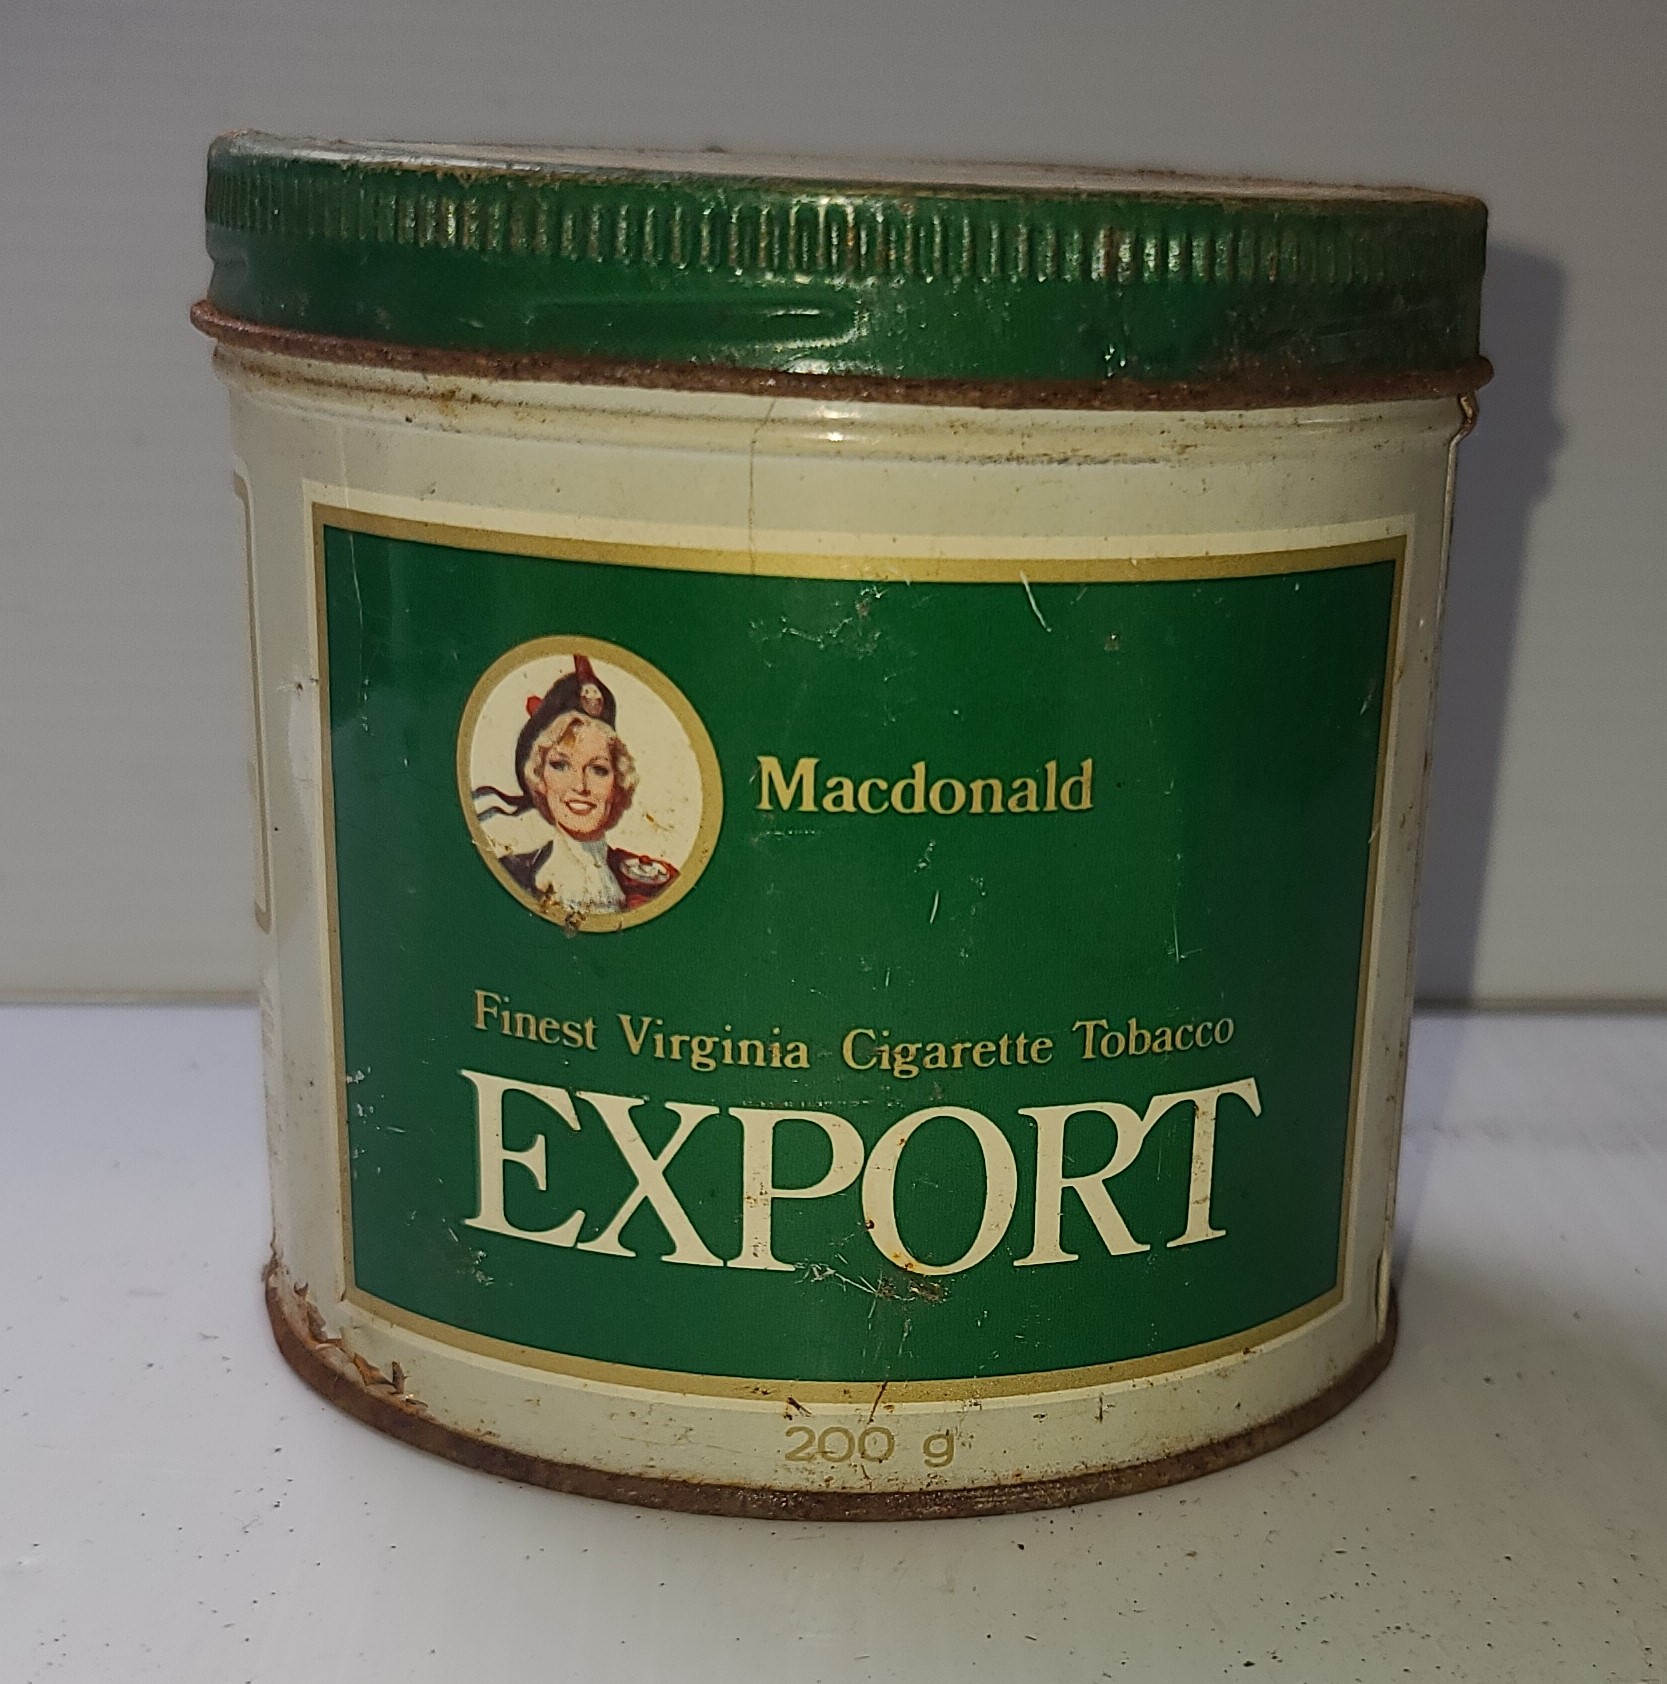 Macdonald
Finest Virginia Cigarette Tobacco
EXPORT
200 g